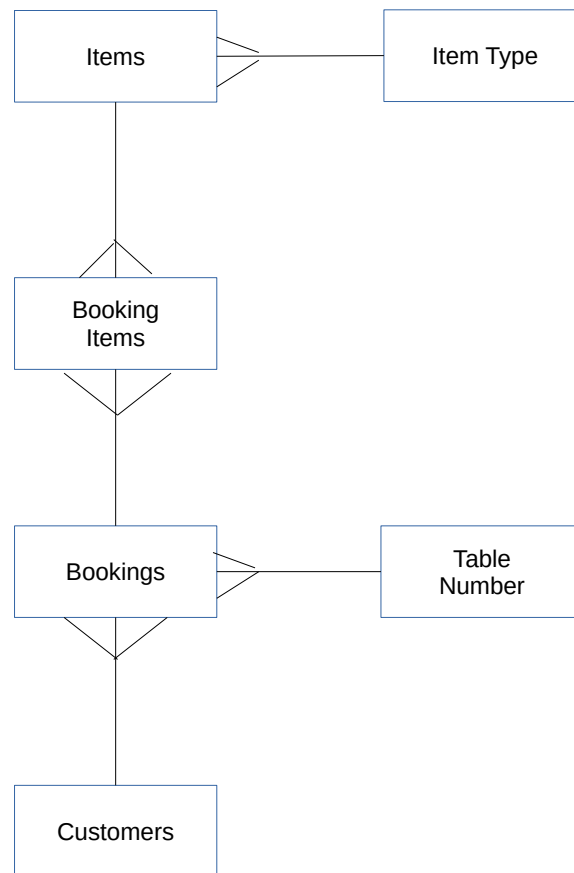 Items
Item Type
Booking
Items
Bookings
Table
Number
Customers